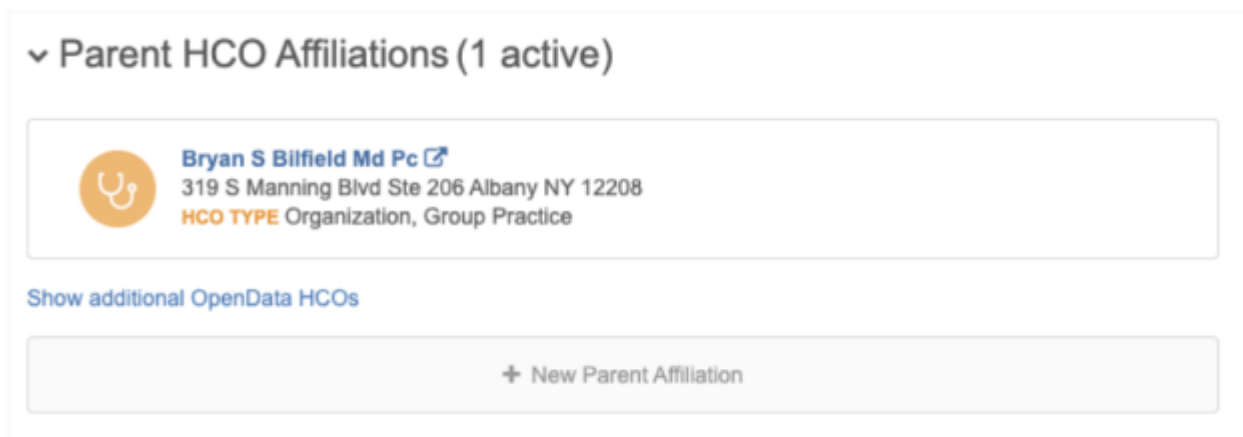 Parent HCO Affiliations (1 active)
Bryan S Bilfield Md Pc
319 S Manning Blvd Ste 206 Albany NY 12208
HCO TYPE Organization, Group Practice
Show additional OpenData HCOs
+ New Parent Affiliation